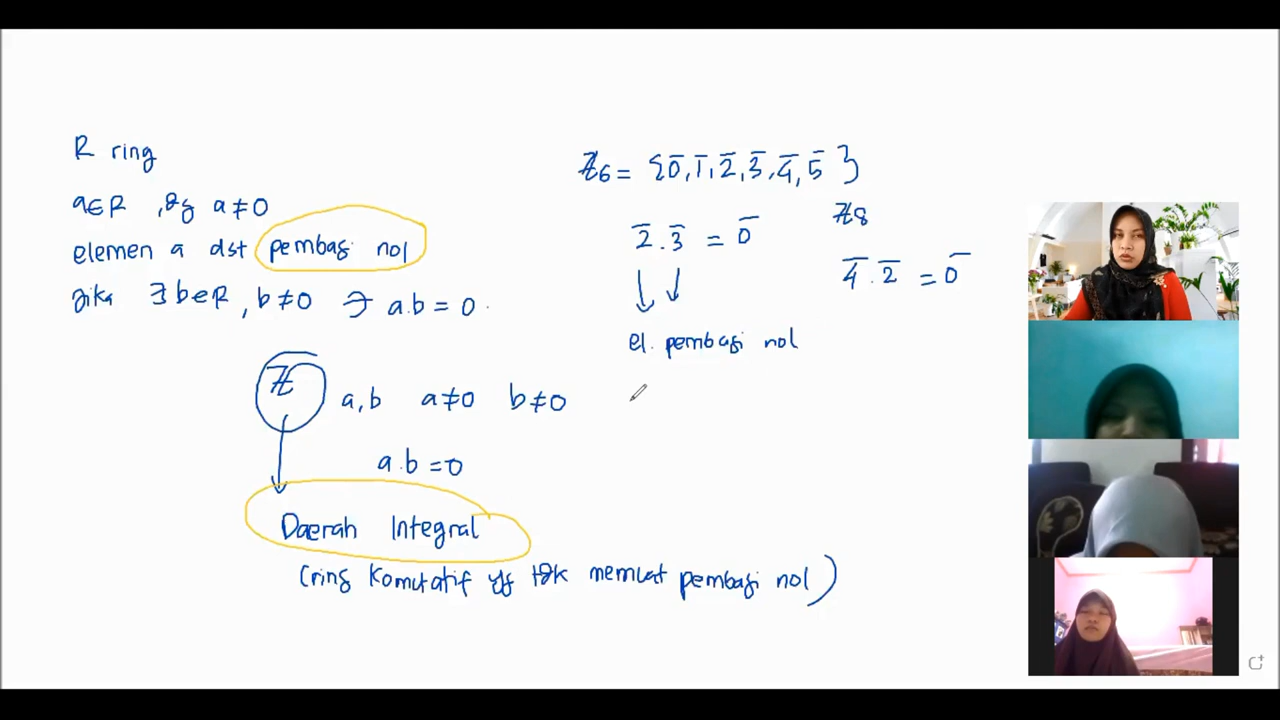 R ring
a∈R , dg a≠0
elemen a dst pembagi nol
jika ∃ b∈R , b≠0 ∋ a.b = 0.
ℤ a,b a≠0 b≠0
a.b = 0
Daerah Integral
(ring komutatif yg tdk memuat pembagi nol)
ℤ6 = {0̅, 1̅, 2̅, 3̅, 4̅, 5̅}
2̅ . 3̅ = 0̅
el. pembagi nol
ℤ8
4̅ . 2̅ = 0̅